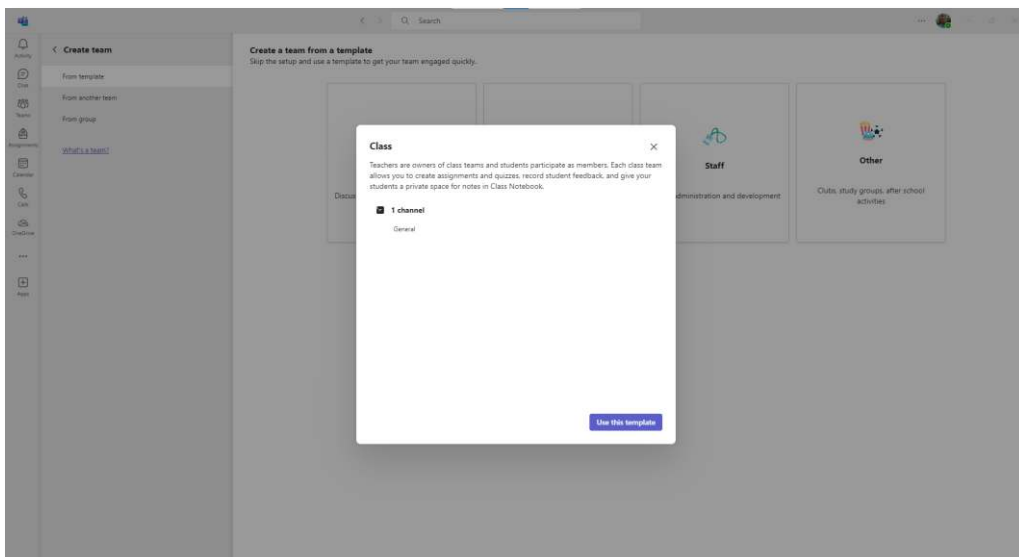 Search
Activity
Chat
Teams
Assignments
Calendar
Calls
OneDrive
Apps
Create team
From template
From another team
From group
What's a team?
Create a team from a template
Skip the setup and use a template to get your team engaged quickly.
Class
Teachers are owners of class teams and students participate as members. Each class team
allows you to create assignments and quizzes, record student feedback, and give your
students a private space for notes in Class Notebook.
1 channel
General
Use this template
Staff
administration and development
Other
Clubs, study groups, after school
activities